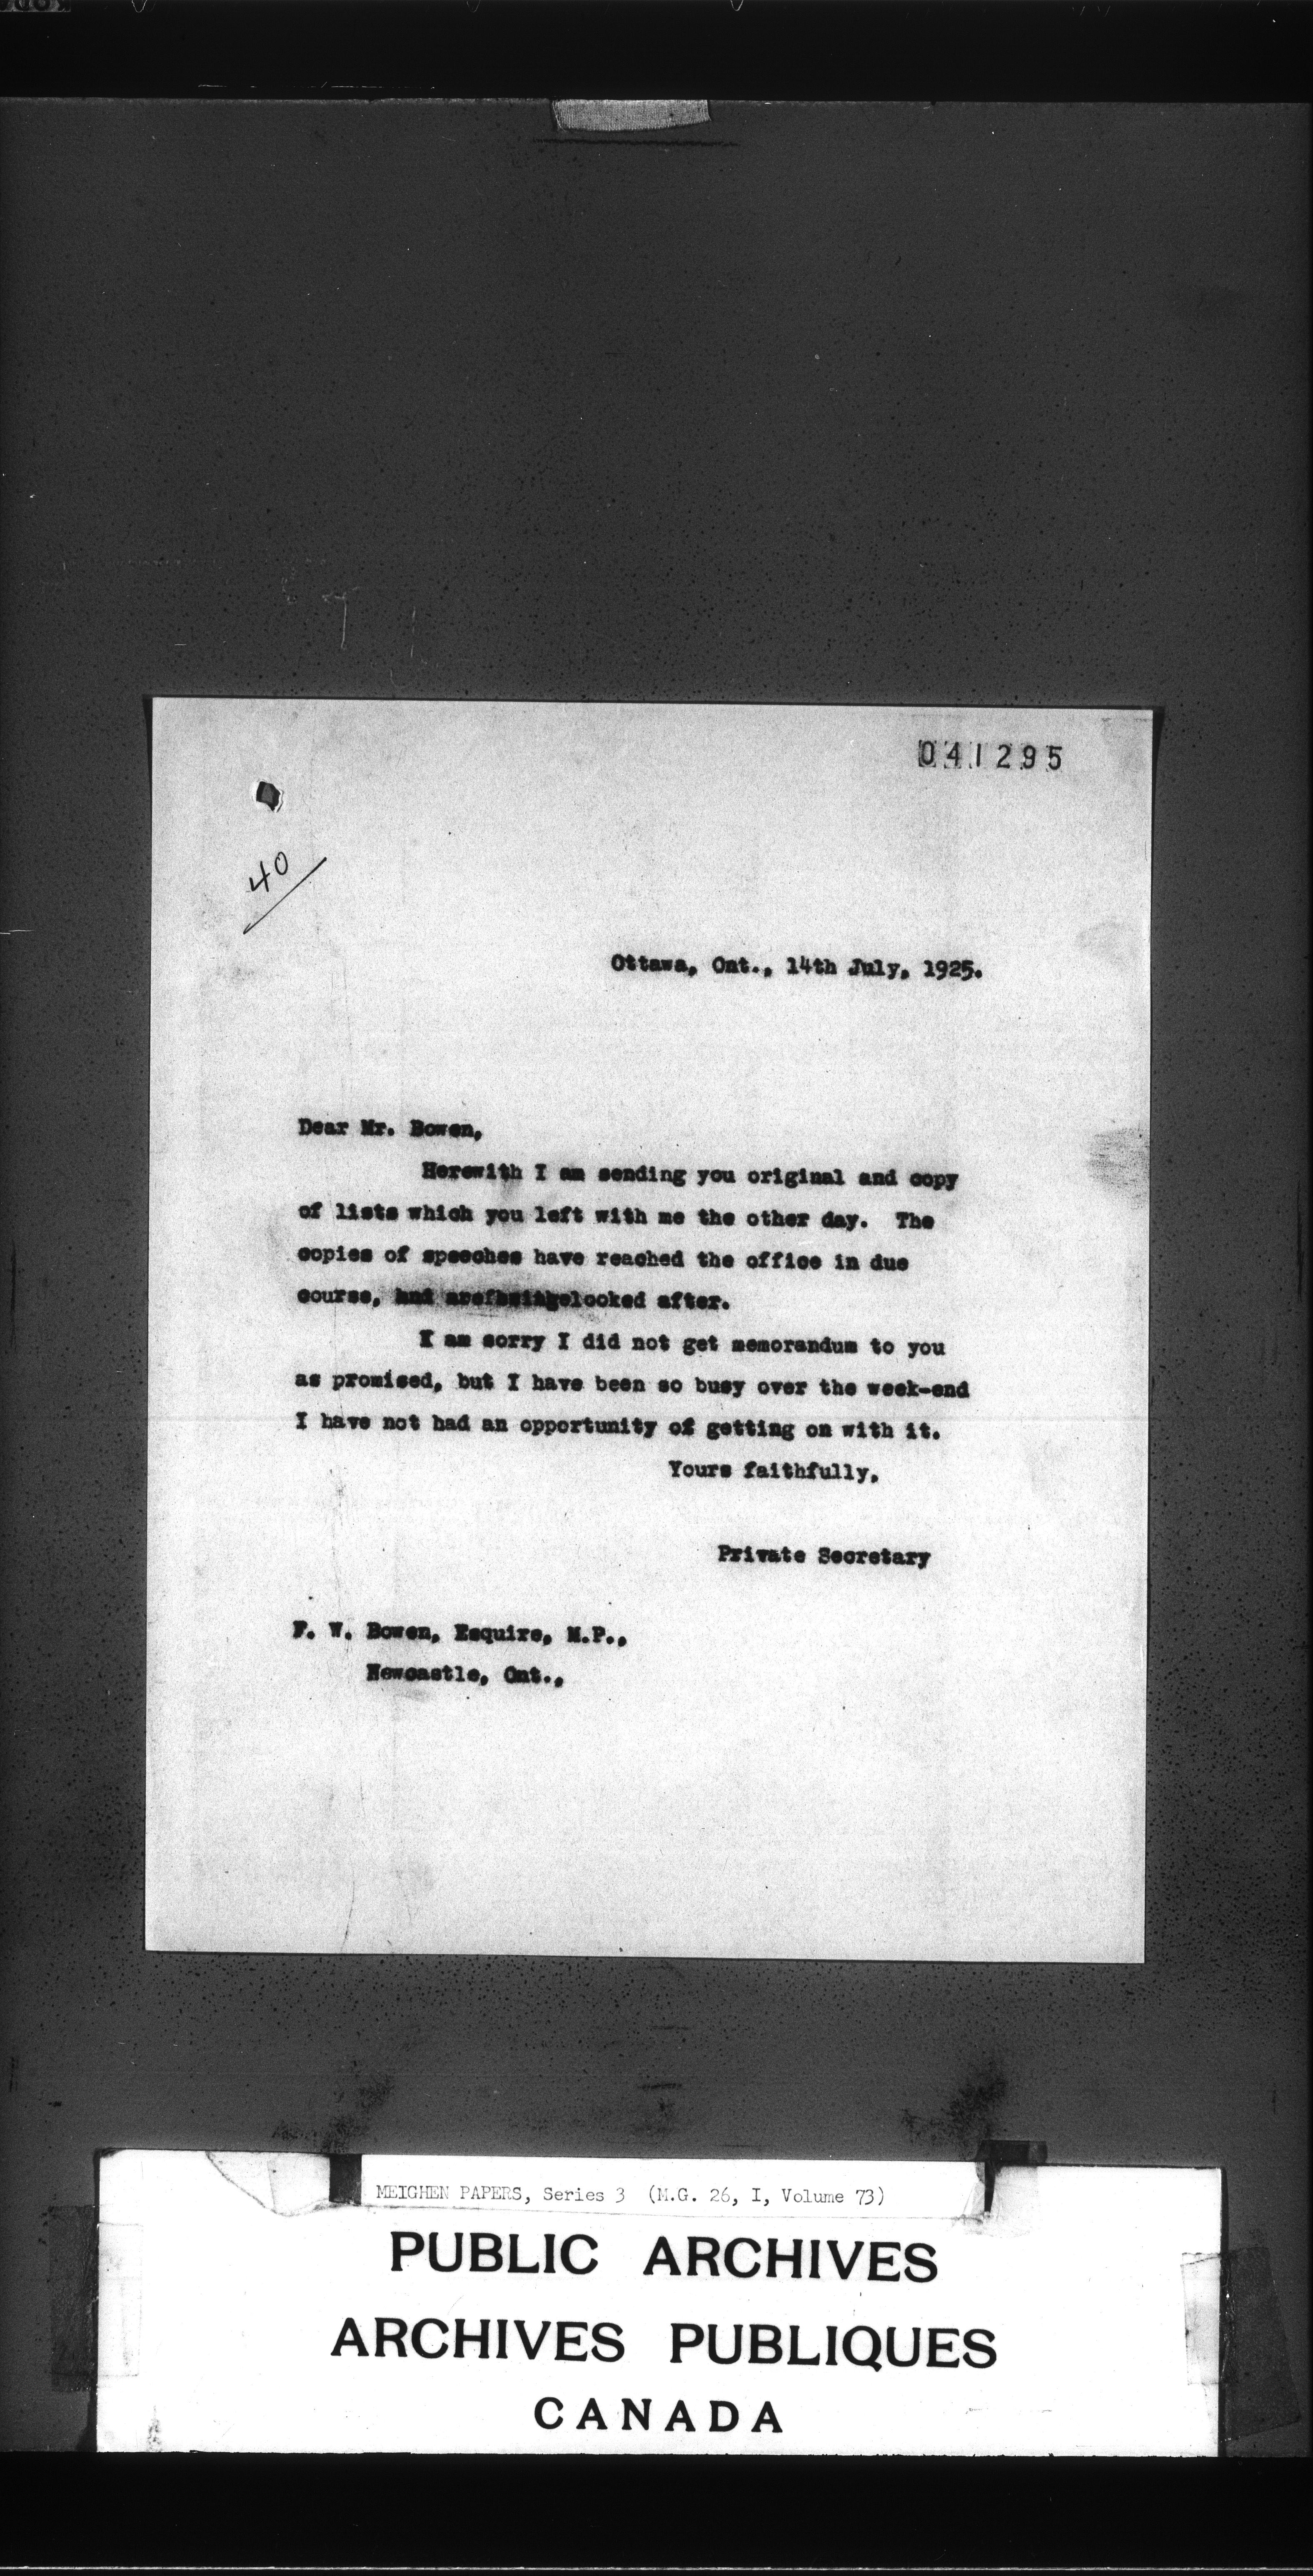 041295
40
Ottawa, Ont., 14th July, 1925.
Dear Mr. Bowen,
Herewith I am sending you original and copy
of lists which you left with me the other day. The
copies of speeches have reached the office in due
course, looked after.
I am sorry I did not get memorandum to you
as promised, but I have been so busy over the week-end
I have not had an opportunity of getting on with it.
Yours faithfully,
Private Secretary
F. W. Bowen, Esquire, M.P.,
Newcastle, Ont.,
MEIGHEN PAPERS, Series 3 (M.G. 26, I, Volume 73)
PUBLIC ARCHIVES
ARCHIVES PUBLIQUES
CANADA